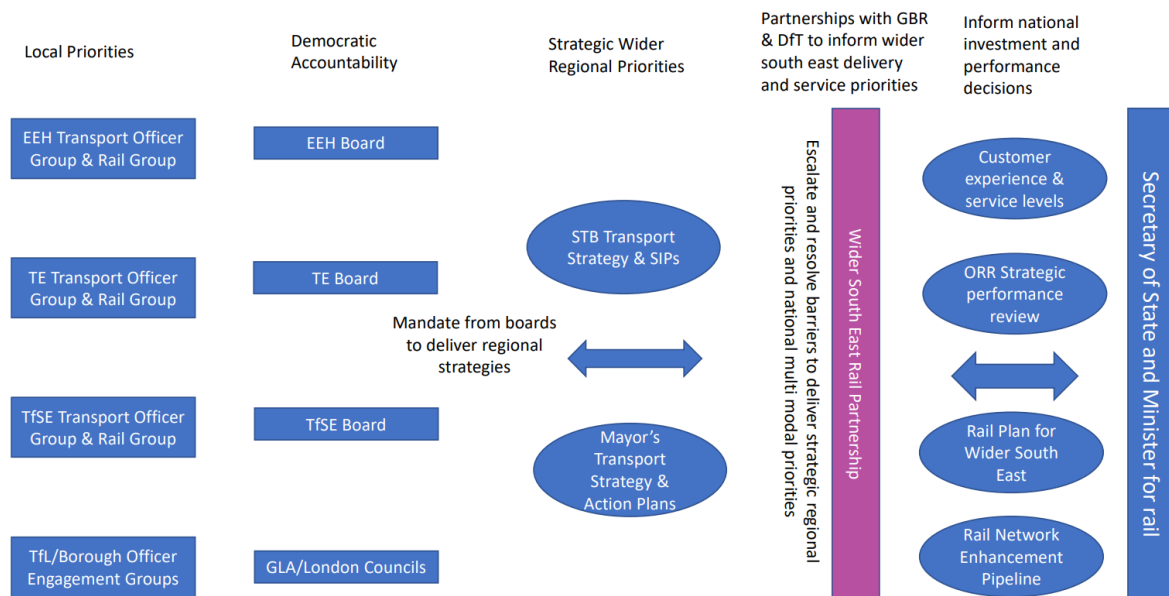 Local Priorities
Democratic
Accountability
Strategic Wider
Regional Priorities
Partnerships with GBR
& DfT to inform wider
south east delivery
and service priorities
Inform national
investment and
performance
decisions
EEH Transport Officer
Group & Rail Group
EEH Board
TE Transport Officer
Group & Rail Group
TE Board
TfSE Transport Officer
Group & Rail Group
TfSE Board
TfL/Borough Officer
Engagement Groups
GLA/London Councils
STB Transport
Strategy & SIPs
Mandate from boards
to deliver regional
strategies
Mayor's
Transport
Strategy &
Action Plans
Escalate and resolve barriers to deliver strategic regional
priorities and national multi modal priorities
Wider South East Rail Partnership
Customer
experience &
service levels
ORR Strategic
performance
review
Rail Plan for
Wider South
East
Rail Network
Enhancement
Pipeline
Secretary of State and Minister for rail